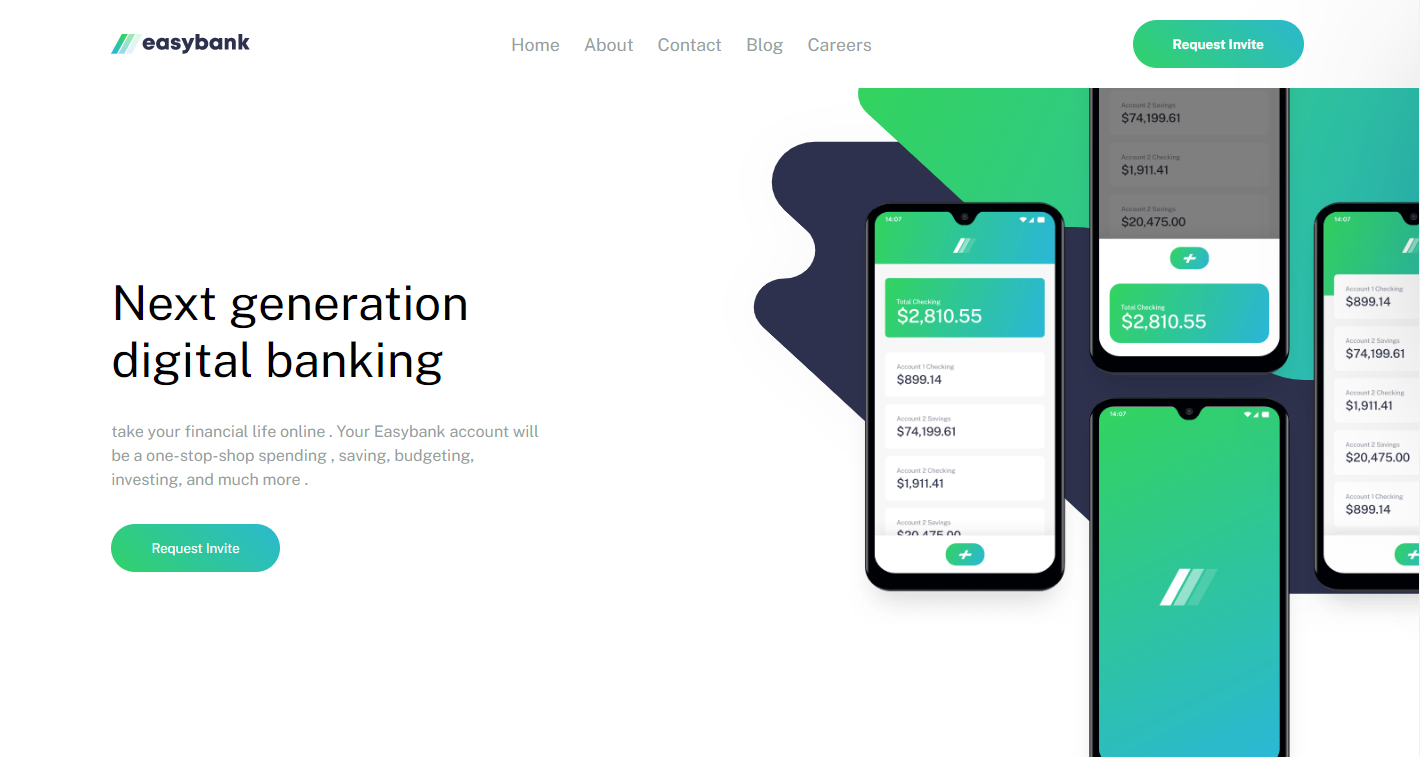 easybank
Home About Contact Blog Careers
Request Invite
Next generation
digital banking
take your financial life online . Your Easybank account will
be a one-stop-shop spending , saving, budgeting,
investing, and much more .
Request Invite
14:07
Total Checking
$2,810.55
Account 1 Checking
$899.14
Account 2 Savings
$74,199.61
Account 2 Checking
$1,911.41
Account 2 Savings
$20,475.00
Account 2 Savings
$74,199.61
Account 2 Checking
$1,911.41
Account 2 Savings
$20,475.00
Total Checking
$2,810.55
14:07
14:07
Account 1 Checking
$899.14
Account 2 Savings
$74,199.61
Account 2 Checking
$1,911.41
Account 2 Savings
$20,475.00
Account 1 Checking
$899.14